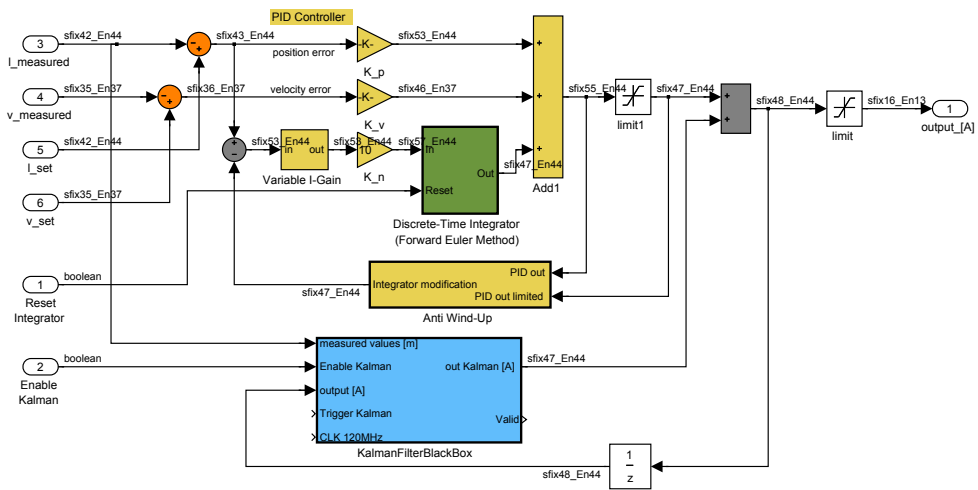 PID Controller
3
l_measured
sfix42_En44
- +
sfix43_En44
position error
-K-
K_p
sfix53_En44
4
v_measured
sfix35_En37
- +
sfix36_En37
velocity error
-K-
K_v
sfix46_En37
5
l_set
sfix42_En44
+
−
sfix53_En44
in out
Variable I-Gain
sfix53_En44
10
K_n
sfix57_En44
In
Reset
Out
Discrete-Time Integrator
(Forward Euler Method)
sfix47_En44
+
+
+
Add1
sfix55_En44
limit1
sfix47_En44
+
+
sfix48_En44
limit
sfix16_En13
1
output_[A]
6
v_set
sfix35_En37
1
Reset
Integrator
boolean
sfix47_En44
Integrator modification
PID out
PID out limited
Anti Wind-Up
2
Enable
Kalman
boolean
measured values [m]
Enable Kalman
output [A]
Trigger Kalman
CLK 120MHz
out Kalman [A]
Valid
KalmanFilterBlackBox
sfix47_En44
sfix48_En44
1
z